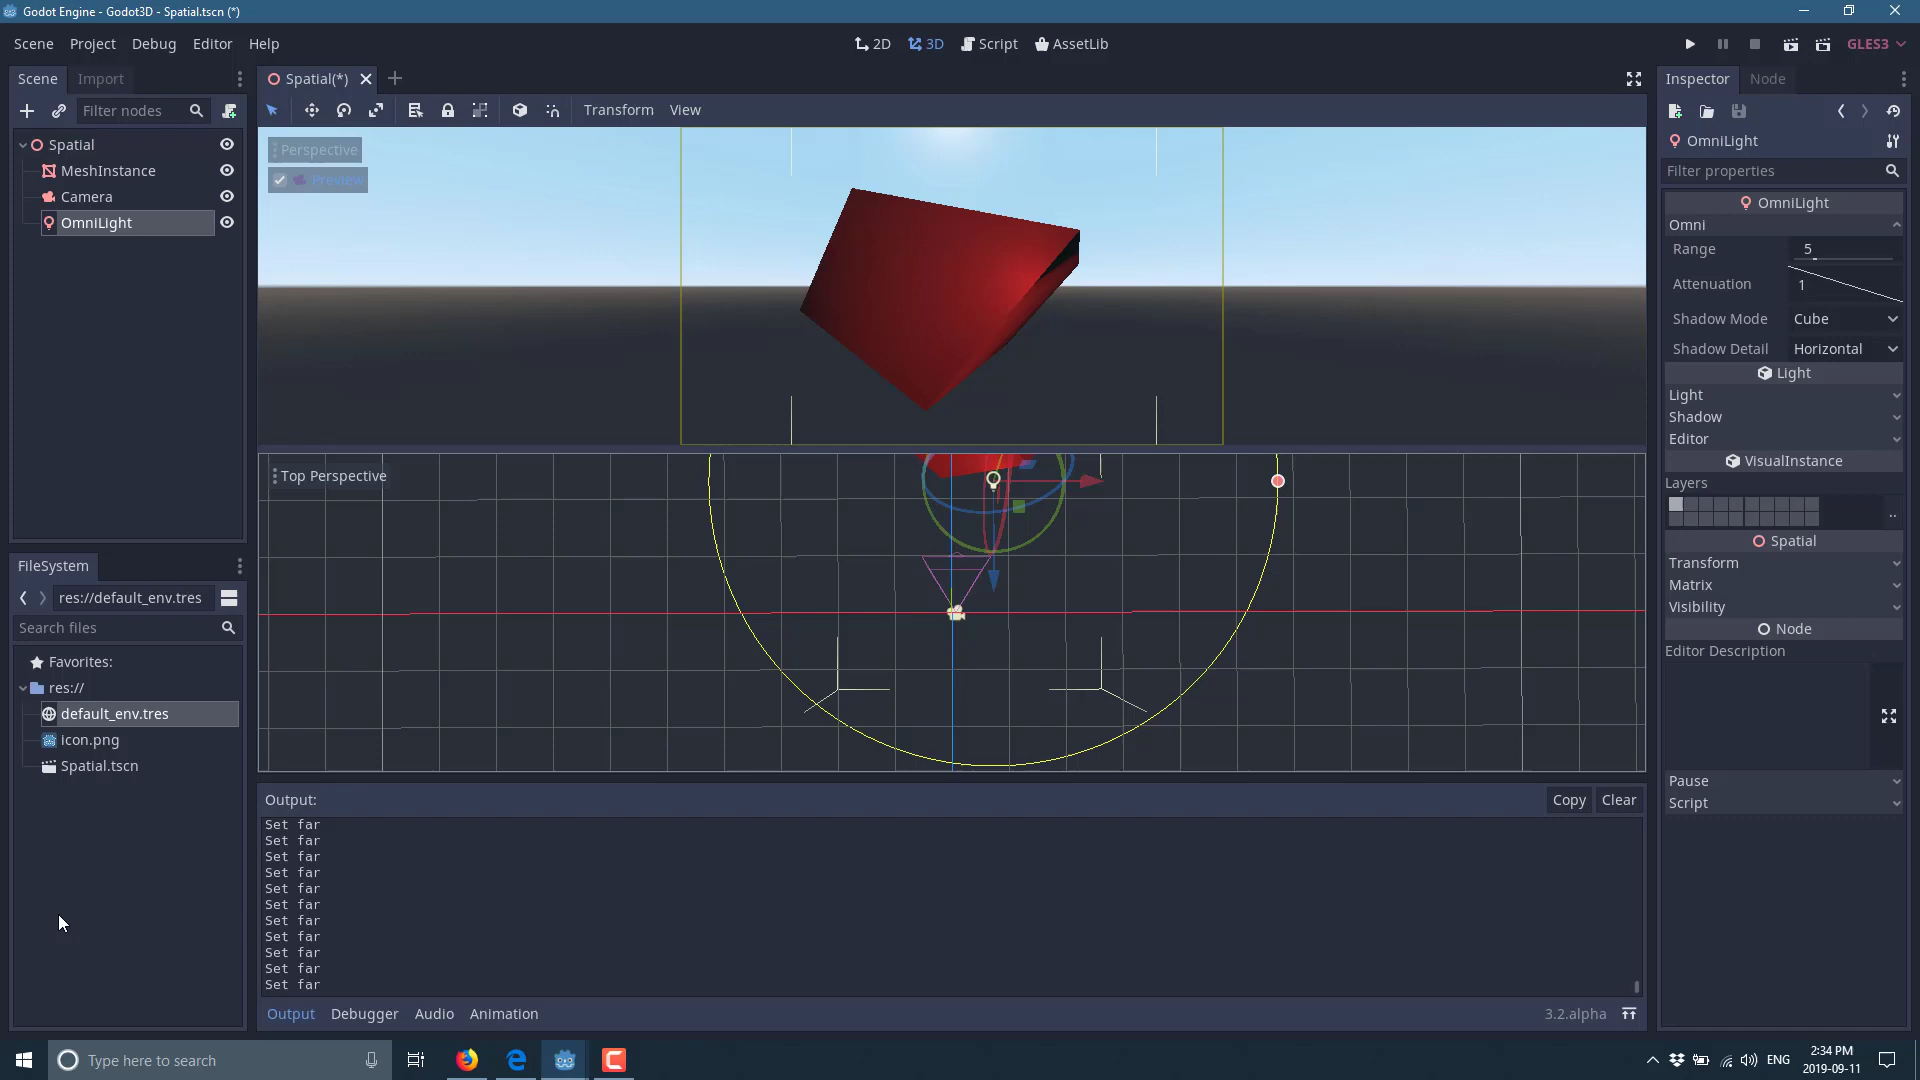 Godot Engine - Godot3D - Spatial.tscn (*)
Scene Project Debug Editor Help
2D 3D Script AssetLib
GLES3
Scene Import
Filter nodes
Spatial
MeshInstance
Camera
OmniLight
FileSystem
res://default_env.tres
Search files
Favorites:
res://
default_env.tres
icon.png
Spatial.tscn
Spatial(*)
Transform View
Perspective
Preview
Top Perspective
Output:
Copy Clear
Set far
Set far
Set far
Set far
Set far
Set far
Set far
Set far
Set far
Set far
Set far
Output Debugger Audio Animation
3.2.alpha
Inspector Node
OmniLight
Filter properties
OmniLight
Omni
Range 5
Attenuation 1
Shadow Mode Cube
Shadow Detail Horizontal
Light
Light
Shadow
Editor
VisualInstance
Layers
..
Spatial
Transform
Matrix
Visibility
Node
Editor Description
Pause
Script
Type here to search
ENG
2:34 PM
2019-09-11